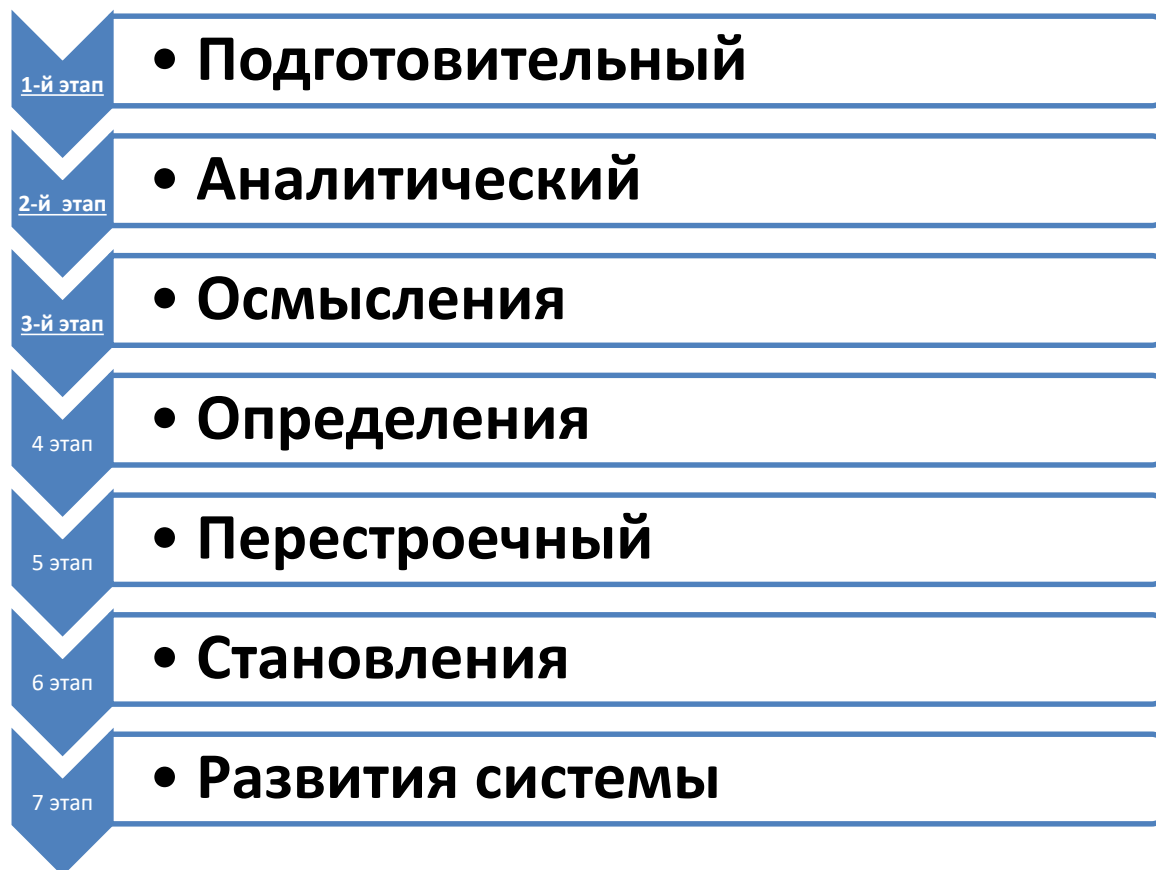 1-й этап
• Подготовительный
2-й этап
• Аналитический
3-й этап
• Осмысления
4 этап
• Определения
5 этап
• Перестроечный
6 этап
• Становления
7 этап
• Развития системы